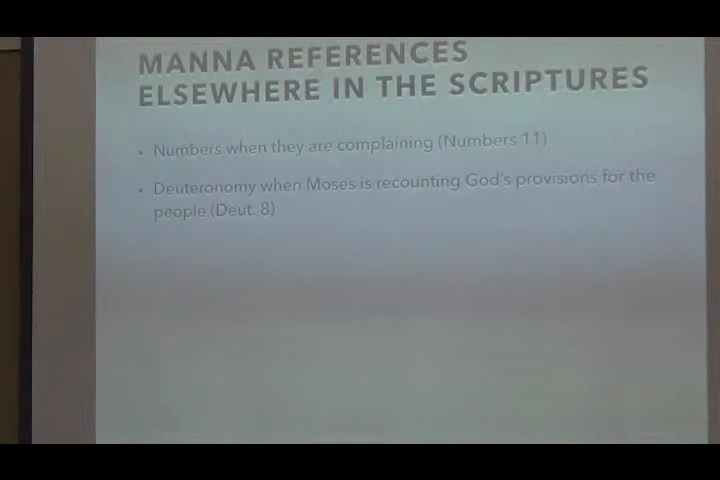 MANNA REFERENCES
ELSEWHERE IN THE SCRIPTURES
• Numbers when they are complaining (Numbers 11)
• Deuteronomy when Moses is recounting God's provisions for the
people (Deut. 8)